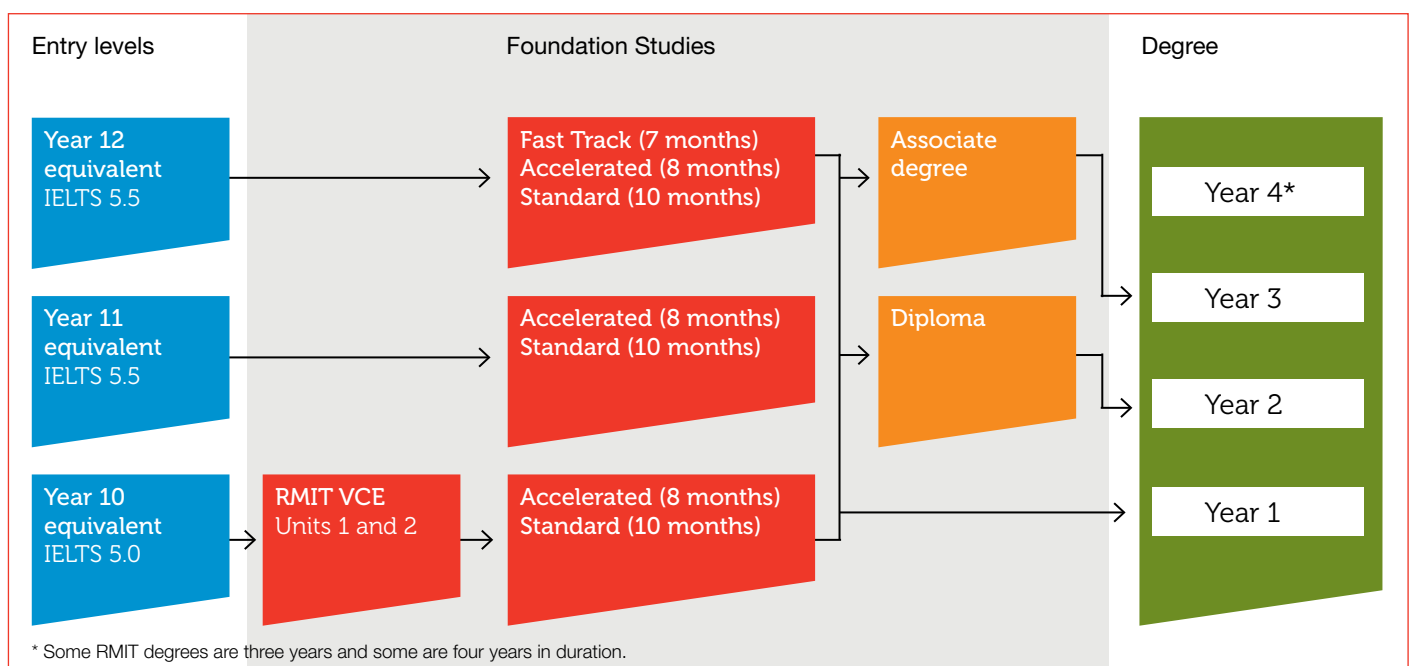 Entry levels
Foundation Studies
Degree
Year 12
equivalent
IELTS 5.5
Fast Track (7 months)
Accelerated (8 months)
Standard (10 months)
Associate
degree
Year 4*
Year 3
Year 11
equivalent
IELTS 5.5
Accelerated (8 months)
Standard (10 months)
Diploma
Year 2
Year 10
equivalent
IELTS 5.0
RMIT VCE
Units 1 and 2
Accelerated (8 months)
Standard (10 months)
Year 1
* Some RMIT degrees are three years and some are four years in duration.